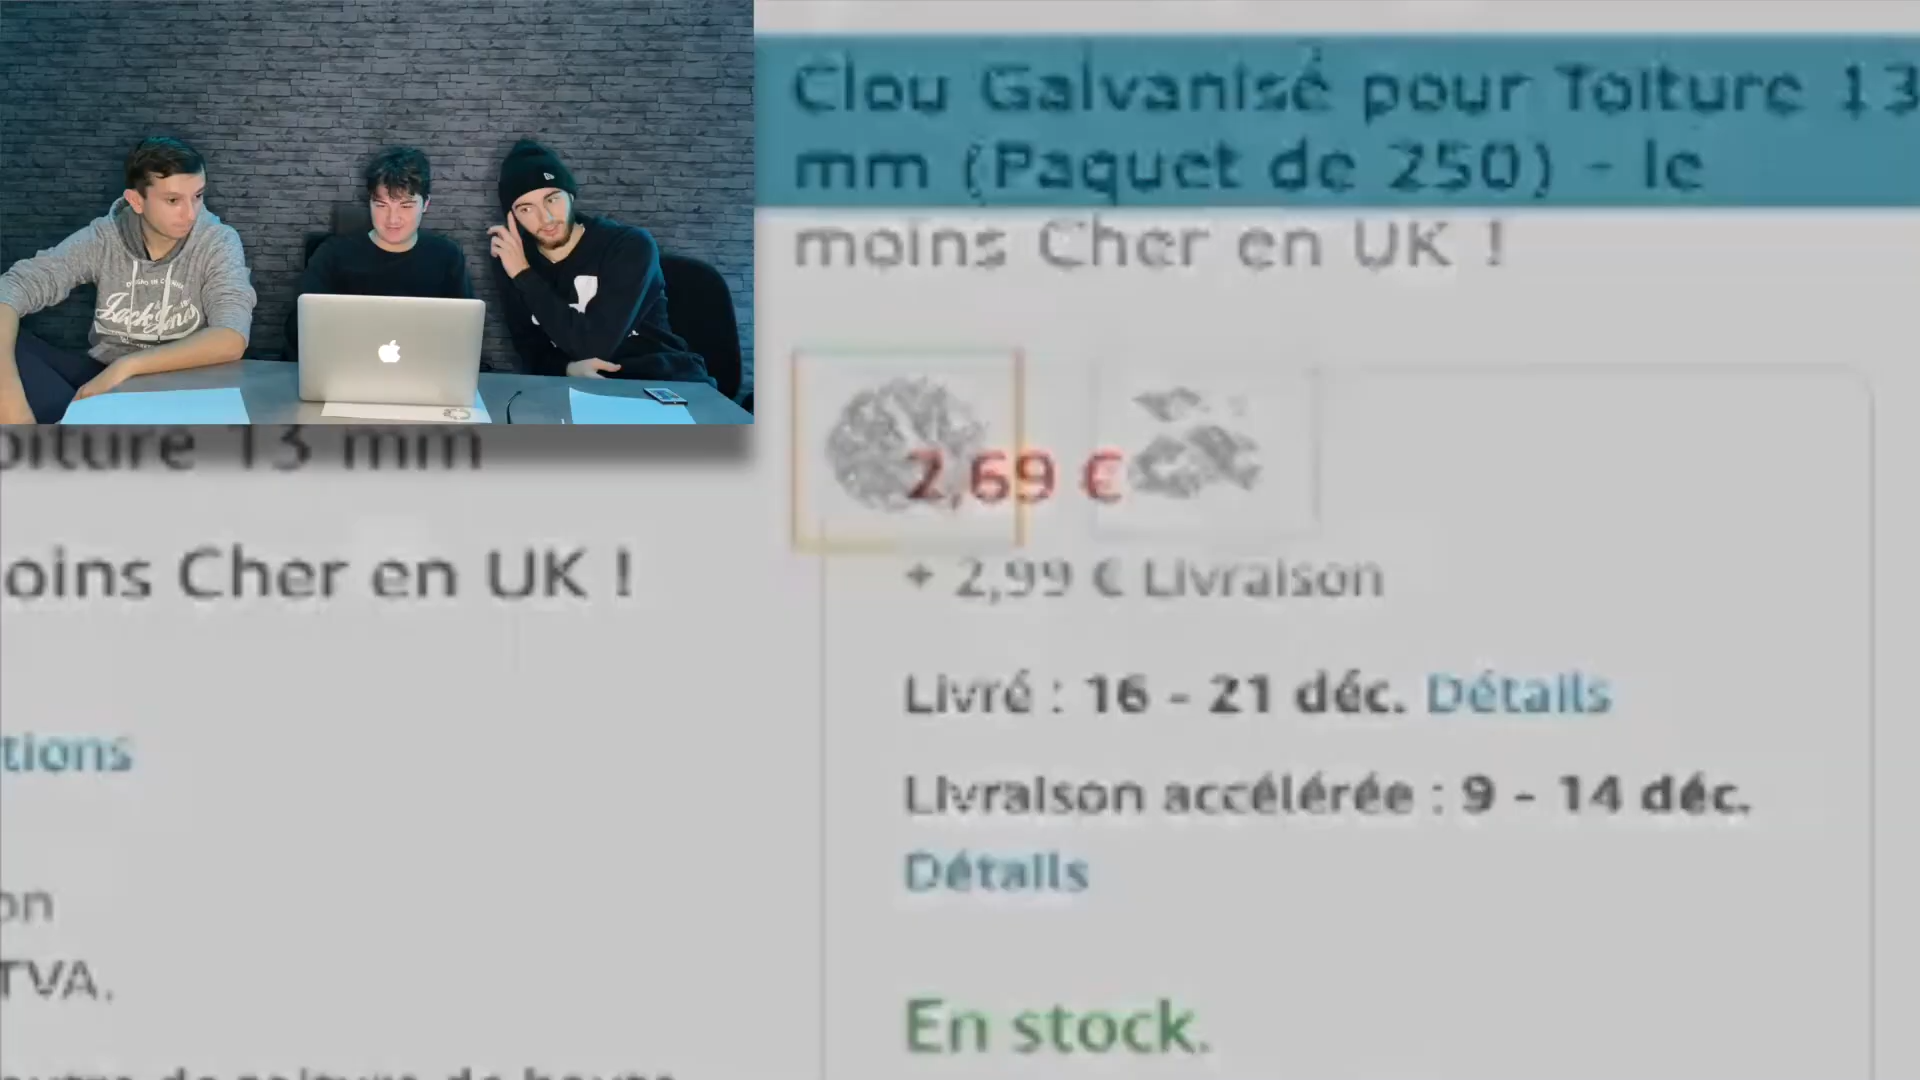 Jack & Jones
Clou Galvanisé pour Toiture 13
mm (Paquet de 250) - le
moins Cher en UK !
oiture 13 mm
oins Cher en UK !
tions
on
TVA.
2,69 €
+ 2,99 € Livraison
Livré : 16 - 21 déc. Détails
Livraison accélérée : 9 - 14 déc.
Détails
En stock.